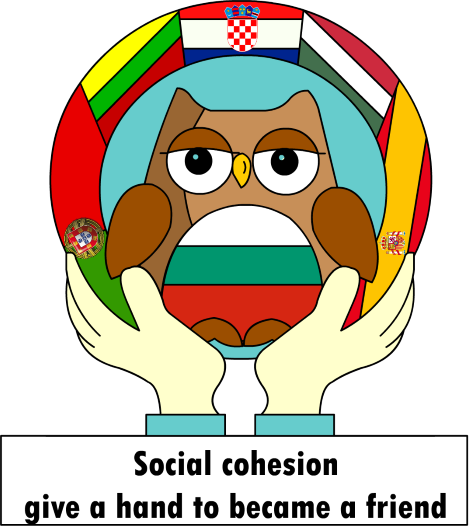 Social cohesion
give a hand to became a friend